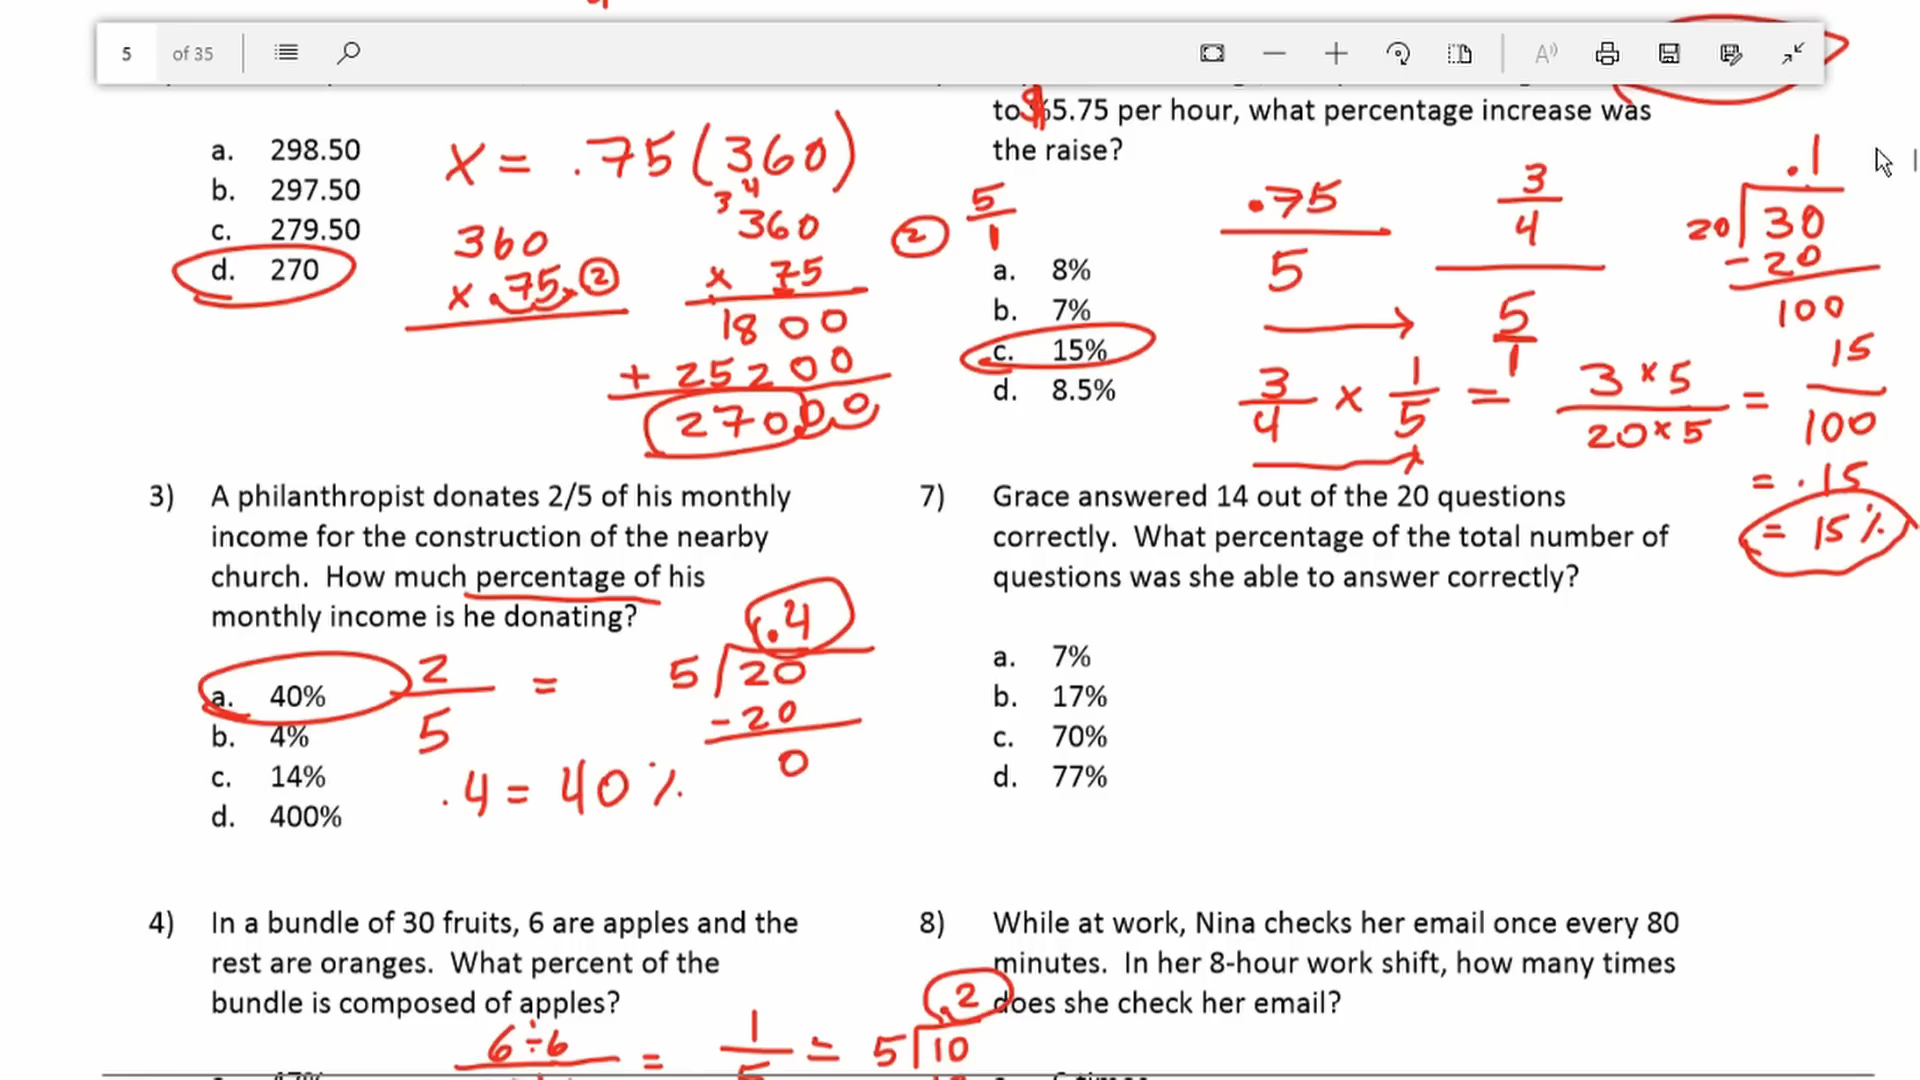 5 of 35
to $5.75 per hour, what percentage increase was
the raise?
a. 298.50
b. 297.50
c. 279.50
d. 270
x = .75(360)
360
x .75 2
3 4
360
x 75
1800
+ 25200
27000
2
5
1
a. 8%
b. 7%
c. 15%
d. 8.5%
.75
5
3
4
5
1
3/4 x 1/5 = 3 x 5 / 20 x 5 = 15/100
= .15
= 15%
.1
20 30
- 20
100
3) A philanthropist donates 2/5 of his monthly
income for the construction of the nearby
church. How much percentage of his
monthly income is he donating?
a. 40%
b. 4%
c. 14%
d. 400%
2/5 =
.4
5 20
- 20
0
.4 = 40%
7) Grace answered 14 out of the 20 questions
correctly. What percentage of the total number of
questions was she able to answer correctly?
a. 7%
b. 17%
c. 70%
d. 77%
4) In a bundle of 30 fruits, 6 are apples and the
rest are oranges. What percent of the
bundle is composed of apples?
6 ÷ 6
= 1/5 =
.2
5 10
8) While at work, Nina checks her email once every 80
minutes. In her 8-hour work shift, how many times
does she check her email?